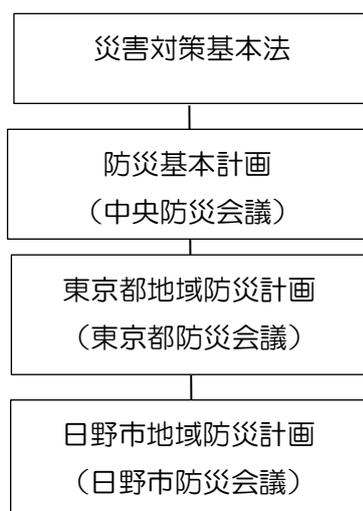 災害対策基本法
防災基本計画
（中央防災会議）
東京都地域防災計画
（東京都防災会議）
日野市地域防災計画
（日野市防災会議）